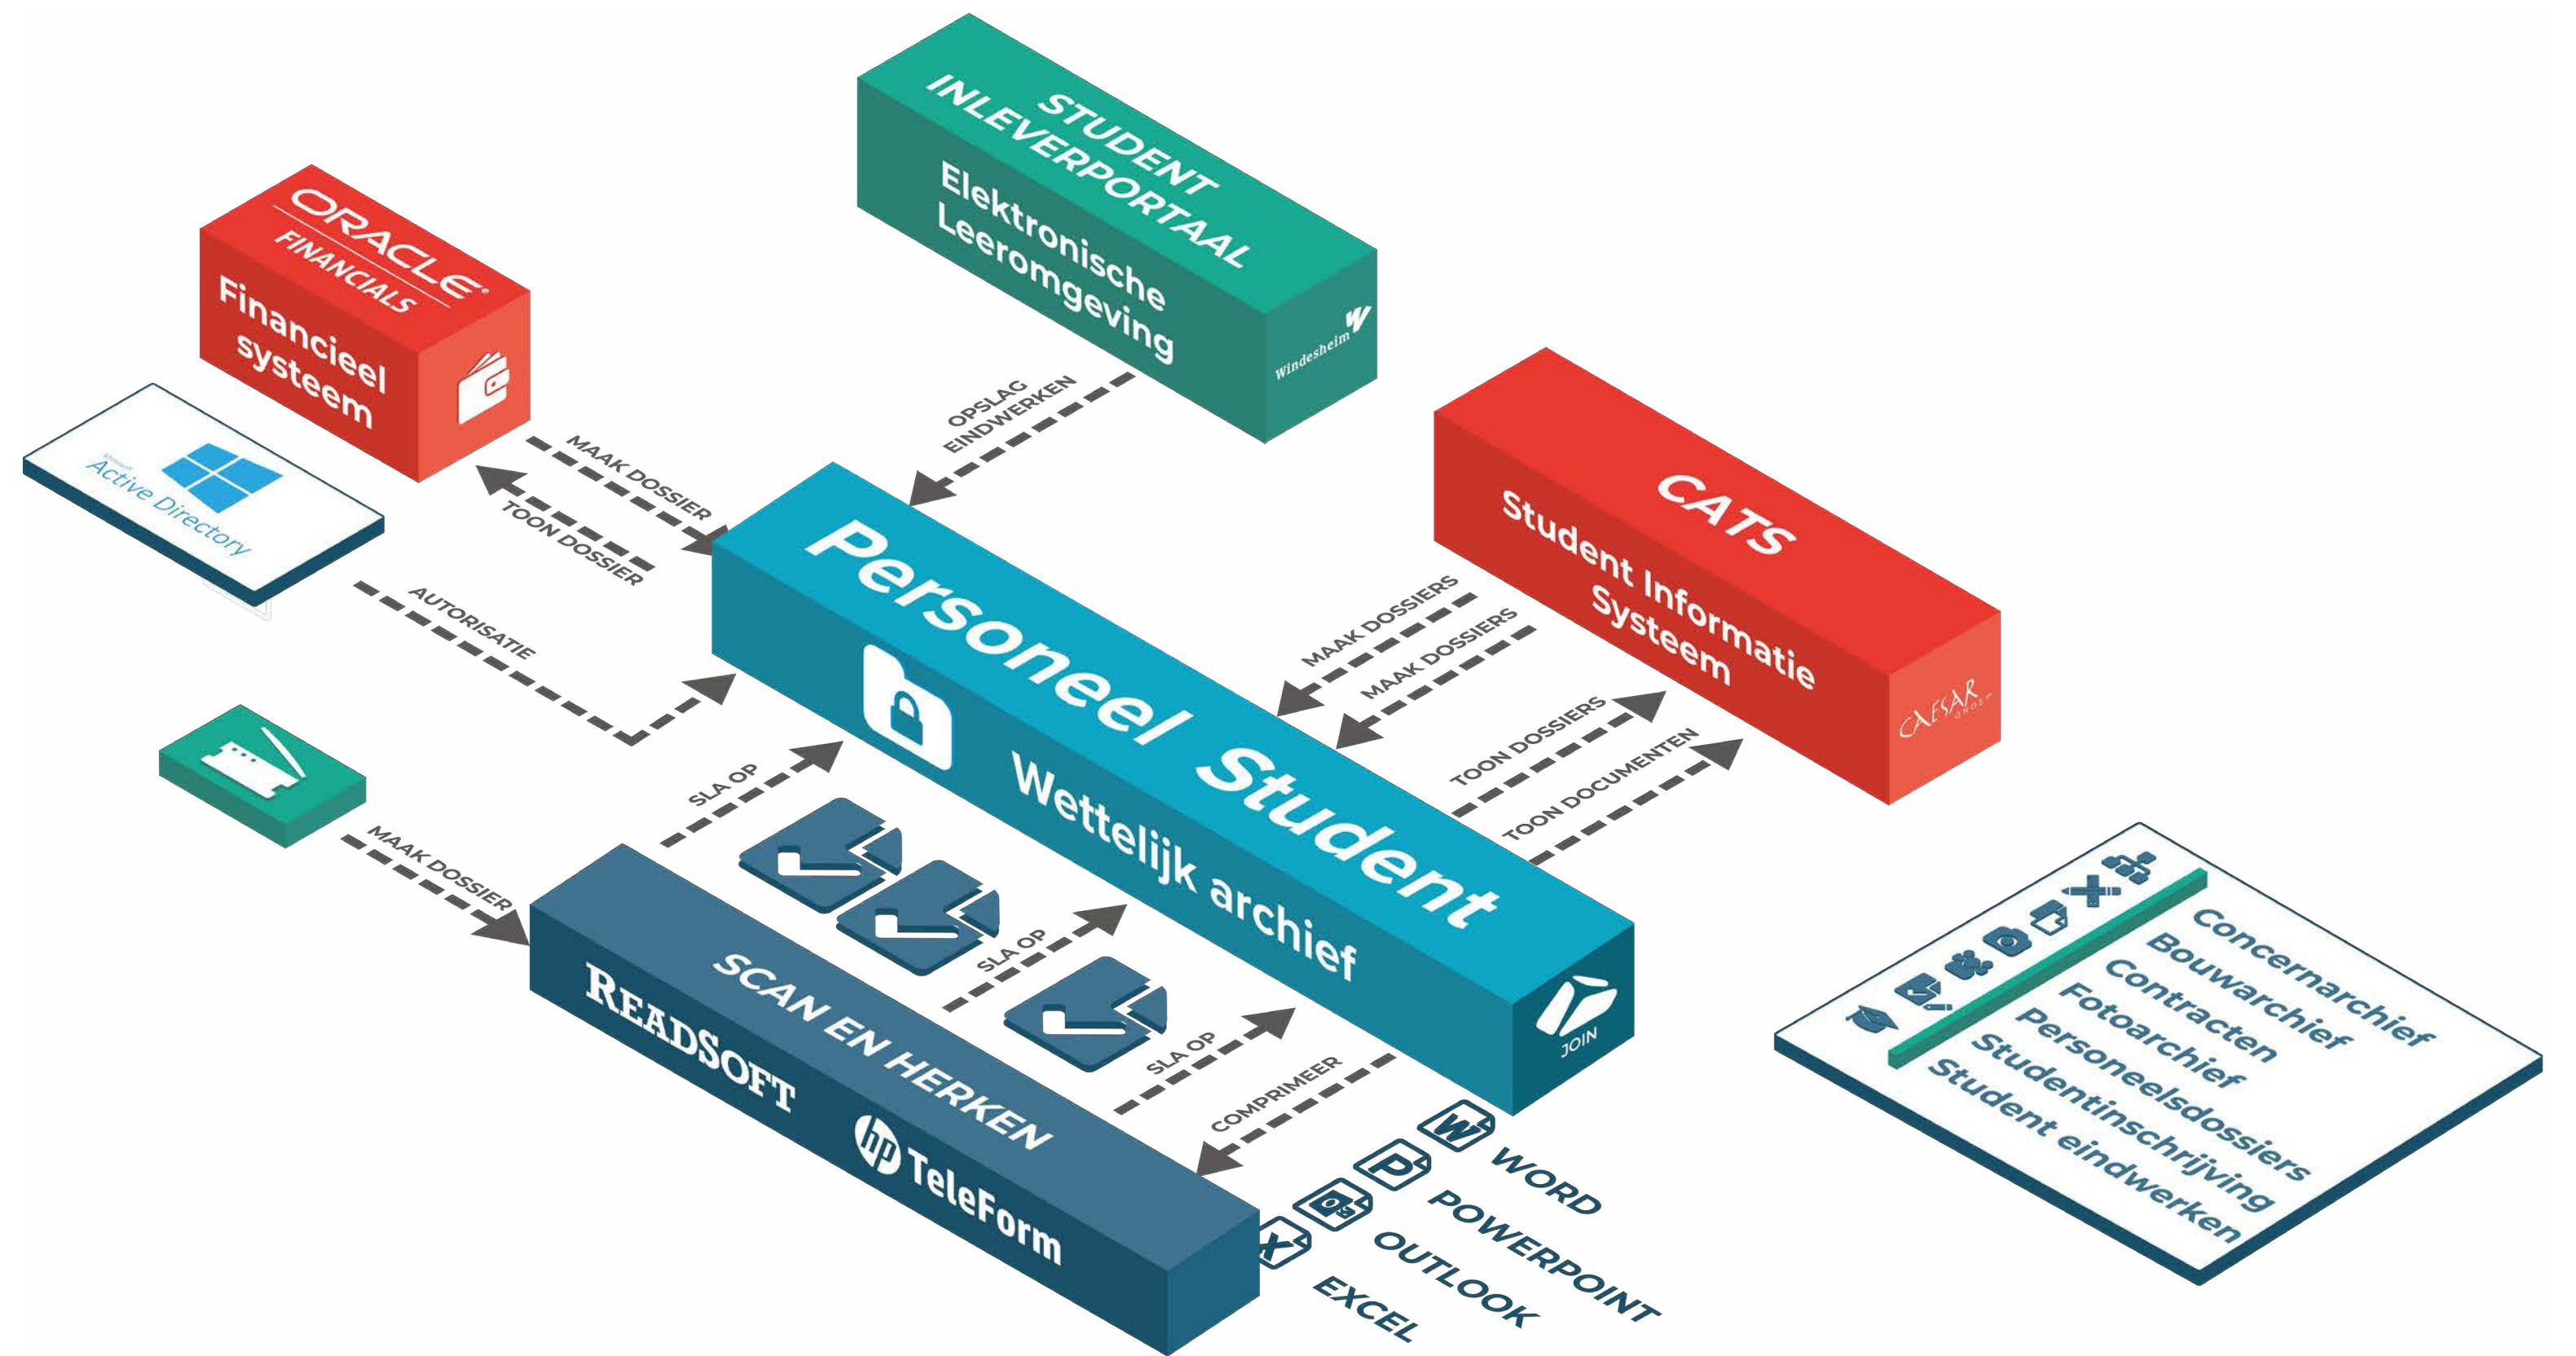 STUDENT
INLEVERPORTAAL
Elektronische
Leeromgeving
Windesheim
ORACLE®
FINANCIALS
Financieel
systeem
Microsoft
Active Directory
OPSLAG
EINDWERKEN
MAAK DOSSIER
TOON DOSSIER
AUTORISATIE
CATS
Student Informatie
Systeem
CAESAR
GROEP
MAAK DOSSIERS
MAAK DOSSIERS
TOON DOSSIERS
TOON DOCUMENTEN
Personeel Student
Wettelijk archief
JOIN
SLA OP
MAAK DOSSIER
SLA OP
SLA OP
COMPRIMEER
SCAN EN HERKEN
READSOFT
hp TeleForm
WORD
POWERPOINT
OUTLOOK
EXCEL
Concernarchief
Bouwarchief
Contracten
Fotoarchief
Personeelsdossiers
Studentinschrijving
Student eindwerken